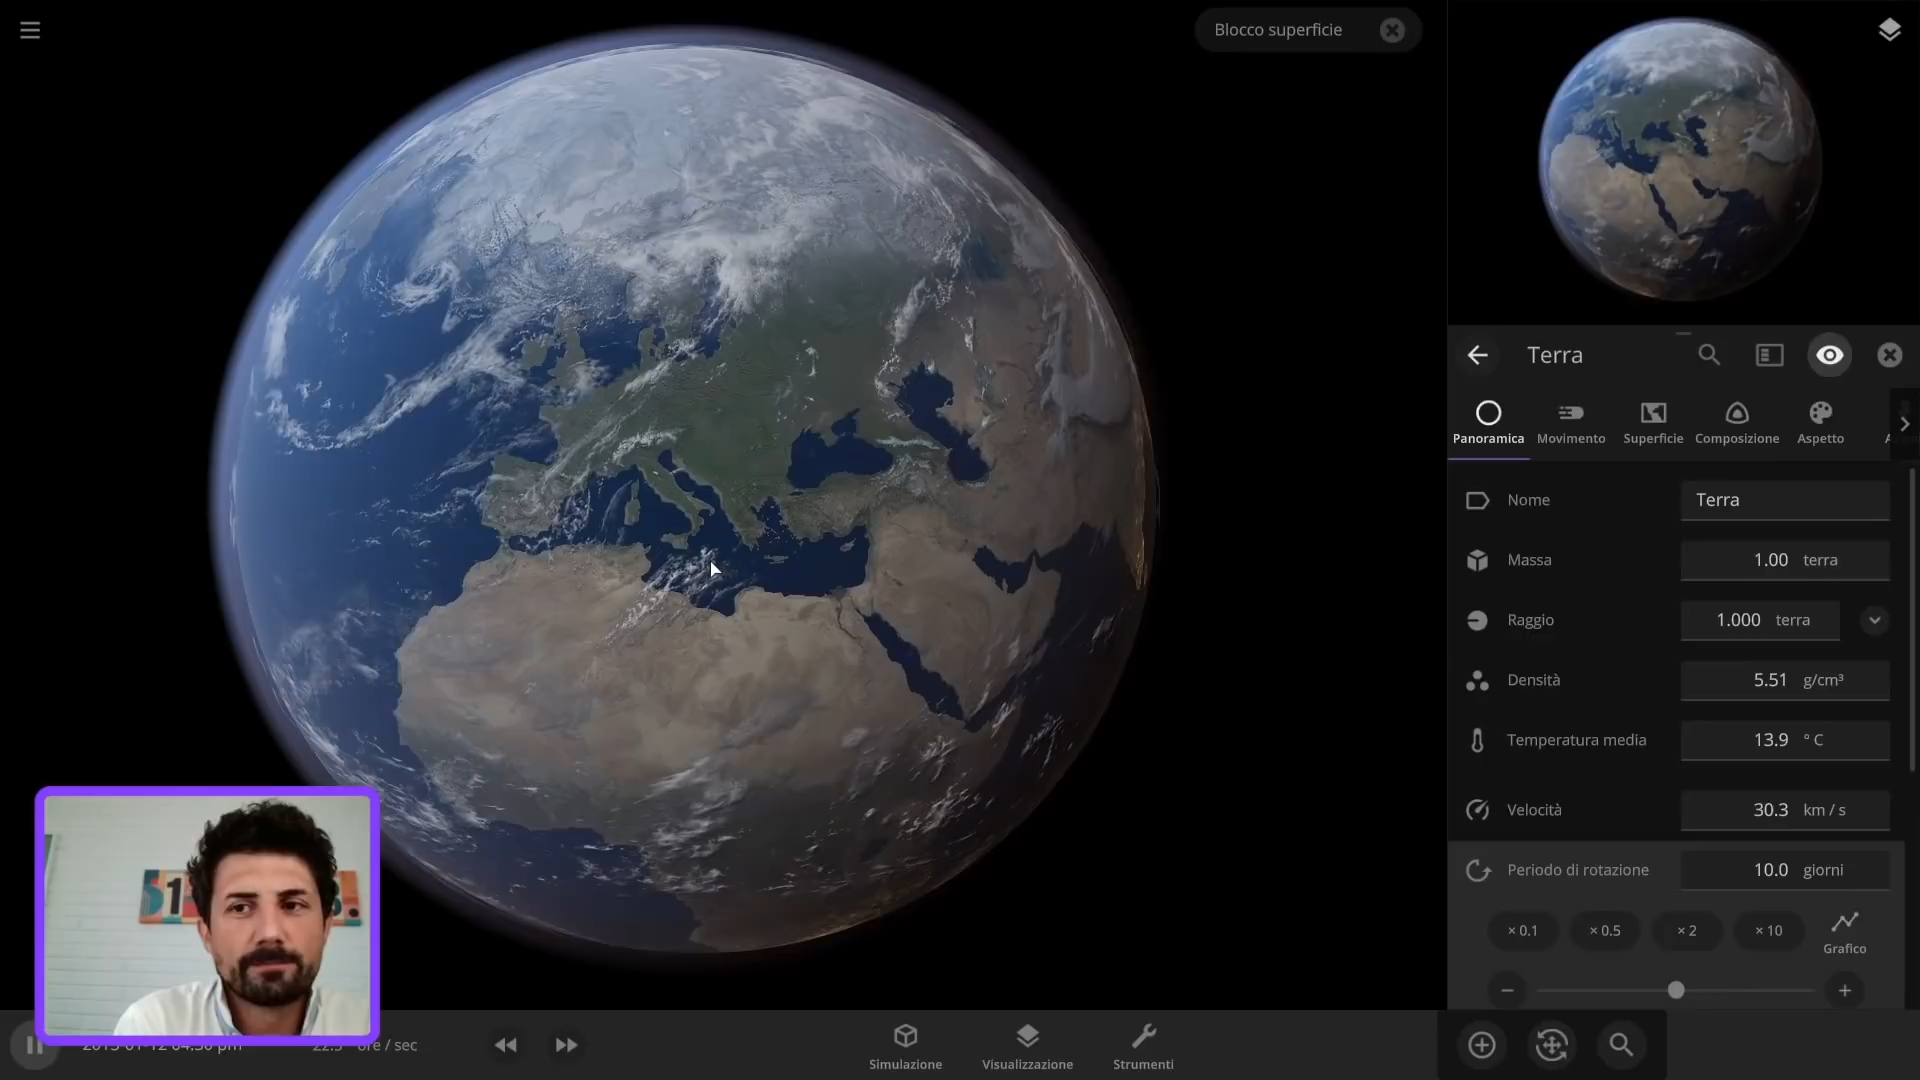 Blocco superficie
Terra
Panoramica
Movimento
Superficie
Composizione
Aspetto
Nome
Terra
Massa
1.00 terra
Raggio
1.000 terra
Densità
5.51 g/cm³
Temperatura media
13.9 ° C
Velocità
30.3 km / s
Periodo di rotazione
10.0 giorni
× 0.1
× 0.5
× 2
× 10
Grafico
ore / sec
Simulazione
Visualizzazione
Strumenti